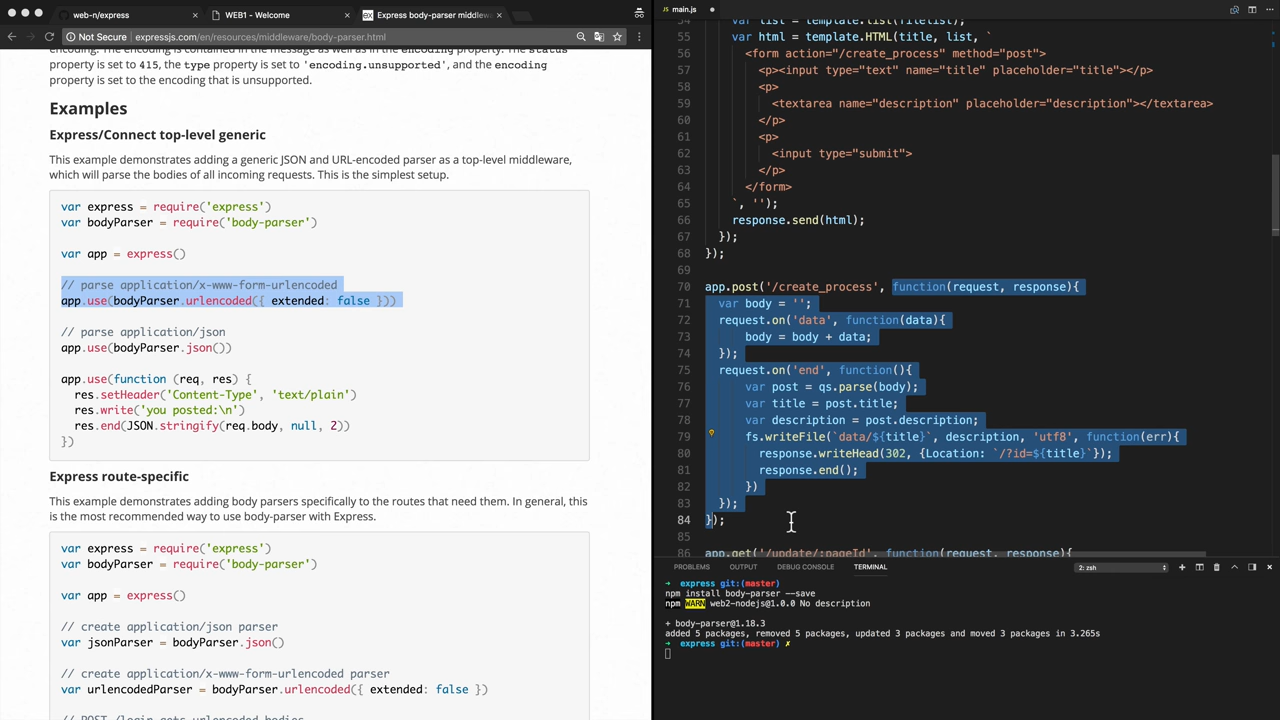 web-n/express
WEB1 - Welcome
Express body-parser middlew
Not Secure
expressjs.com/en/resources/middleware/body-parser.html
encoding. The encoding is contained in the message as well as in the encoding property. The status
property is set to 415, the type property is set to 'encoding.unsupported', and the encoding
property is set to the encoding that is unsupported.
Examples
Express/Connect top-level generic
This example demonstrates adding a generic JSON and URL-encoded parser as a top-level middleware,
which will parse the bodies of all incoming requests. This is the simplest setup.
var express = require('express')
var bodyParser = require('body-parser')
var app = express()
// parse application/x-www-form-urlencoded
app.use(bodyParser.urlencoded({ extended: false }))
// parse application/json
app.use(bodyParser.json())
app.use(function (req, res) {
res.setHeader('Content-Type', 'text/plain')
res.write('you posted:\n')
res.end(JSON.stringify(req.body, null, 2))
})
Express route-specific
This example demonstrates adding body parsers specifically to the routes that need them. In general, this
is the most recommended way to use body-parser with Express.
var express = require('express')
var bodyParser = require('body-parser')
var app = express()
// create application/json parser
var jsonParser = bodyParser.json()
// create application/x-www-form-urlencoded parser
var urlencodedParser = bodyParser.urlencoded({ extended: false })
// POST /login gets urlencoded bodies
main.js
54 var list = template.list(filelist);
55 var html = template.HTML(title, list, `
56 <form action="/create_process" method="post">
57 <p><input type="text" name="title" placeholder="title"></p>
58 <p>
59 <textarea name="description" placeholder="description"></textarea>
60 </p>
61 <p>
62 <input type="submit">
63 </p>
64 </form>
65 `, '');
66 response.send(html);
67 });
68 });
69
70 app.post('/create_process', function(request, response){
71 var body = '';
72 request.on('data', function(data){
73 body = body + data;
74 });
75 request.on('end', function(){
76 var post = qs.parse(body);
77 var title = post.title;
78 var description = post.description;
79 fs.writeFile(`data/${title}`, description, 'utf8', function(err){
80 response.writeHead(302, {Location: `/?id=${title}`});
81 response.end();
82 })
83 });
84 });
85
86 app.get('/update/:pageId', function(request, response){
PROBLEMS OUTPUT DEBUG CONSOLE TERMINAL 2: zsh
➜ express git:(master)
npm install body-parser --save
npm WARN web2-nodejs@1.0.0 No description
+ body-parser@1.18.3
added 5 packages, removed 5 packages, updated 3 packages and moved 3 packages in 3.265s
➜ express git:(master) ✗